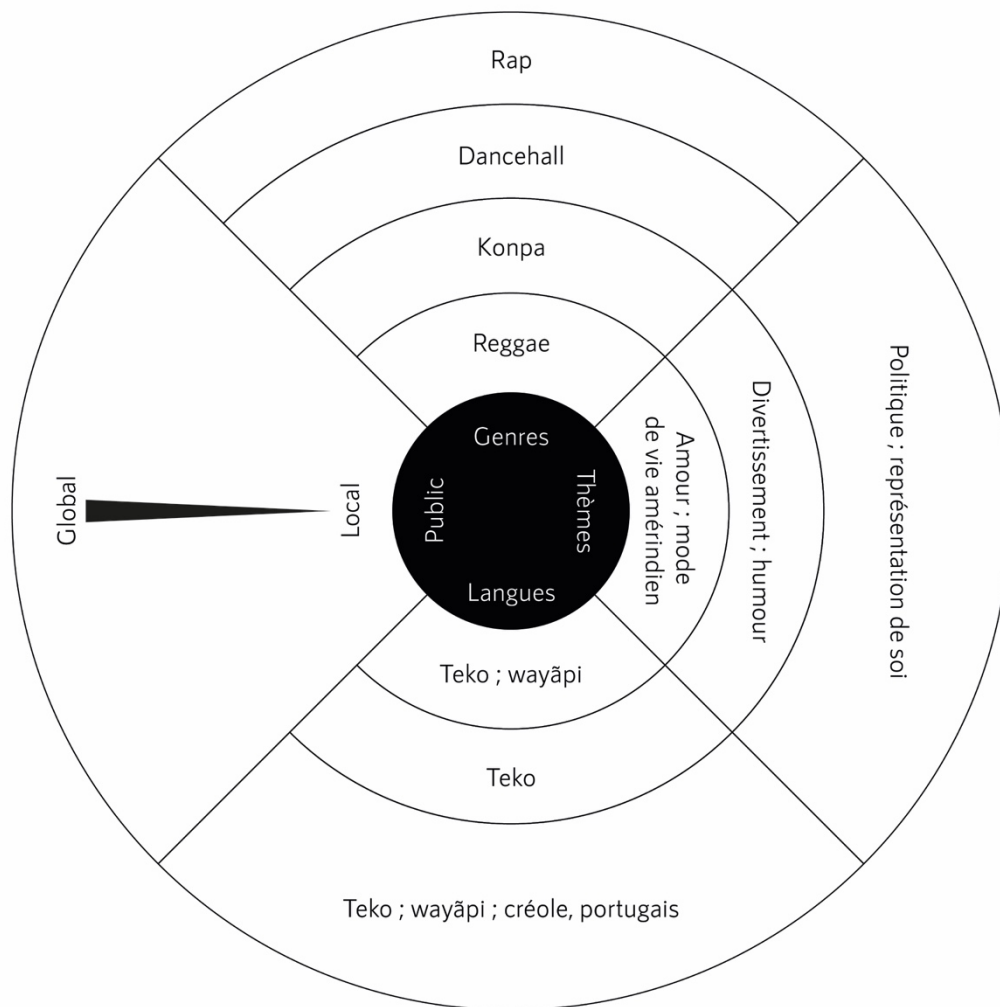 Rap
Dancehall
Konpa
Reggae
Genres
Thèmes
Langues
Public
Local
Global
Amour ; mode
de vie amérindien
Divertissement ; humour
Politique ; représentation de soi
Teko ; wayãpi
Teko
Teko ; wayãpi ; créole, portugais